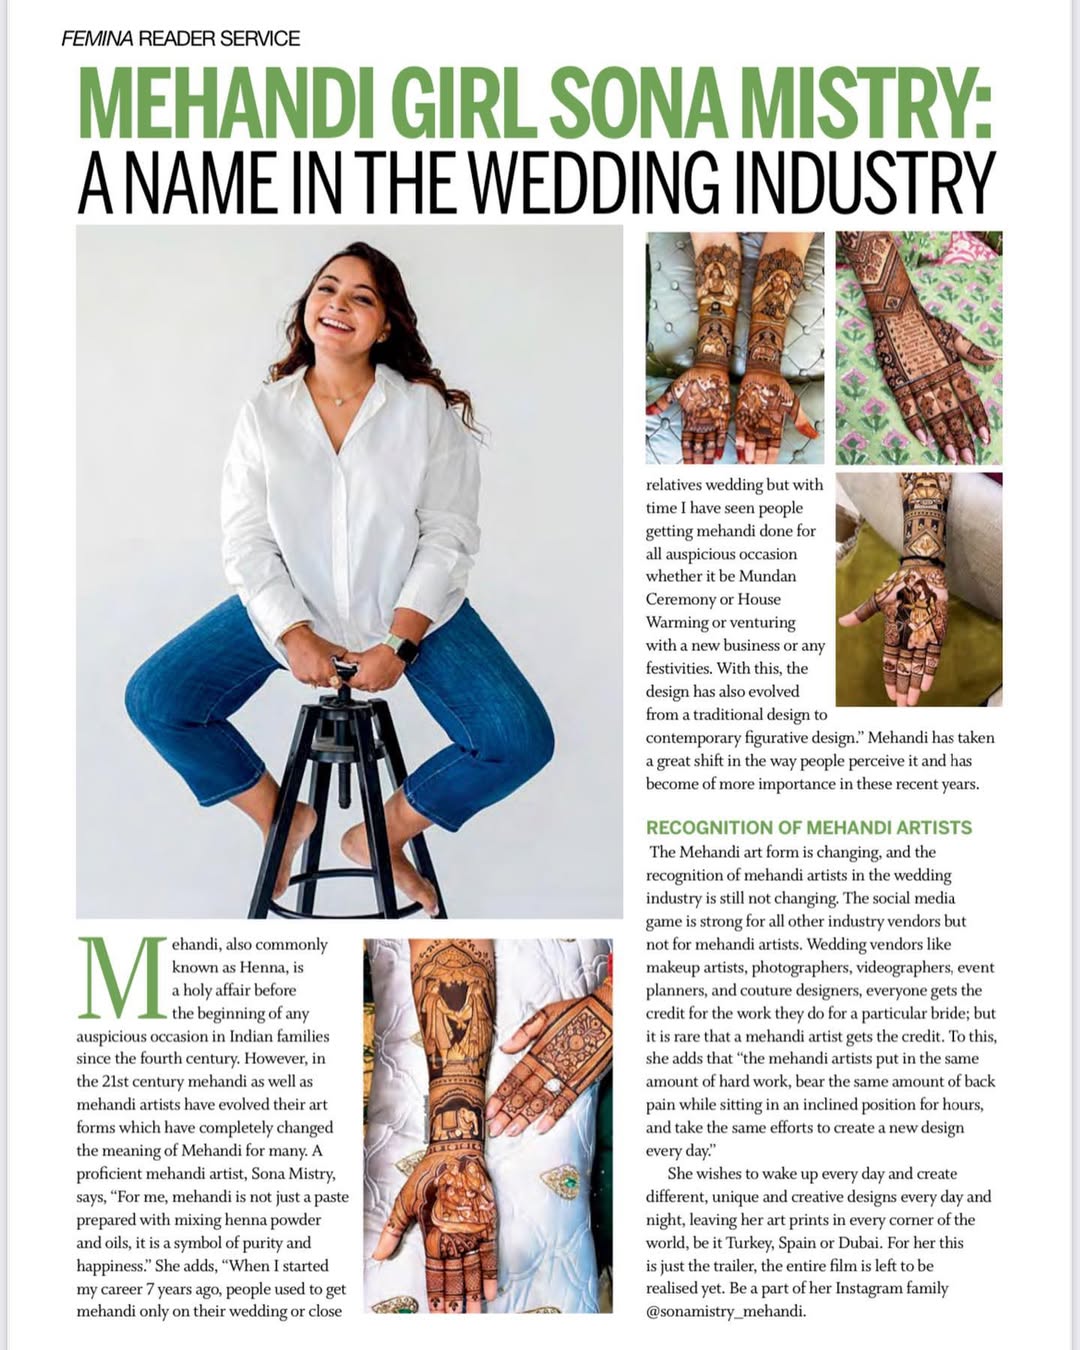 FEMINA READER SERVICE
MEHANDI GIRL SONA MISTRY:
A NAME IN THE WEDDING INDUSTRY
Mehandi, also commonly
known as Henna, is
a holy affair before
the beginning of any
auspicious occasion in Indian families
since the fourth century. However, in
the 21st century mehandi as well as
mehandi artists have evolved their art
forms which have completely changed
the meaning of Mehandi for many. A
proficient mehandi artist, Sona Mistry,
says, “For me, mehandi is not just a paste
prepared with mixing henna powder
and oils, it is a symbol of purity and
happiness.” She adds, “When I started
my career 7 years ago, people used to get
mehandi only on their wedding or close
relatives wedding but with
time I have seen people
getting mehandi done for
all auspicious occasion
whether it be Mundan
Ceremony or House
Warming or venturing
with a new business or any
festivities. With this, the
design has also evolved
from a traditional design to
contemporary figurative design.” Mehandi has taken
a great shift in the way people perceive it and has
become of more importance in these recent years.
RECOGNITION OF MEHANDI ARTISTS
The Mehandi art form is changing, and the
recognition of mehandi artists in the wedding
industry is still not changing. The social media
game is strong for all other industry vendors but
not for mehandi artists. Wedding vendors like
makeup artists, photographers, videographers, event
planners, and couture designers, everyone gets the
credit for the work they do for a particular bride; but
it is rare that a mehandi artist gets the credit. To this,
she adds that “the mehandi artists put in the same
amount of hard work, bear the same amount of back
pain while sitting in an inclined position for hours,
and take the same efforts to create a new design
every day.”
She wishes to wake up every day and create
different, unique and creative designs every day and
night, leaving her art prints in every corner of the
world, be it Turkey, Spain or Dubai. For her this
is just the trailer, the entire film is left to be
realised yet. Be a part of her Instagram family
@sonamistry_mehandi.